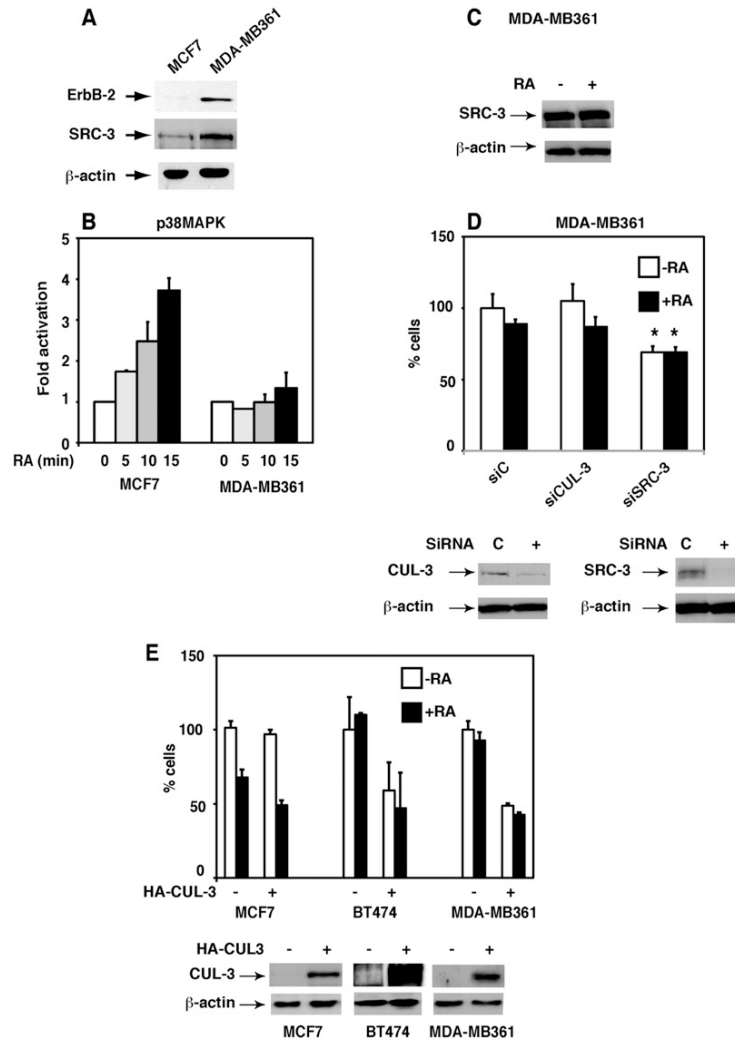 A
MCF7
MDA-MB361
ErbB-2
SRC-3
β-actin
C MDA-MB361
RA - +
SRC-3
β-actin
B
p38MAPK
5
4
3
2
1
0
Fold activation
RA (min) 0 5 10 15 0 5 10 15
MCF7 MDA-MB361
D
MDA-MB361
150
100
50
0
% cells
-RA
+RA
* *
siC
siCUL-3
siSRC-3
SiRNA C +
CUL-3
β-actin
SiRNA C +
SRC-3
β-actin
E
150
100
50
0
% cells
-RA
+RA
HA-CUL-3 - + - + - +
MCF7 BT474 MDA-MB361
HA-CUL3 - + - + - +
CUL-3
β-actin
MCF7 BT474 MDA-MB361